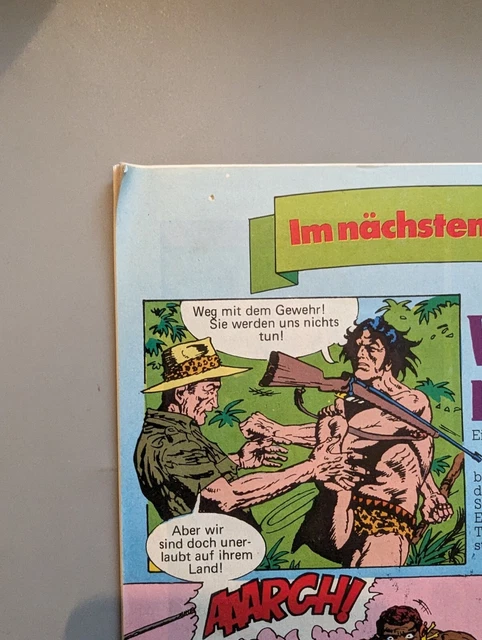 Im nächsten
Weg mit dem Gewehr!
Sie werden uns nichts
tun!
Aber wir
sind doch uner-
laubt auf ihrem
Land!
AAARGH!